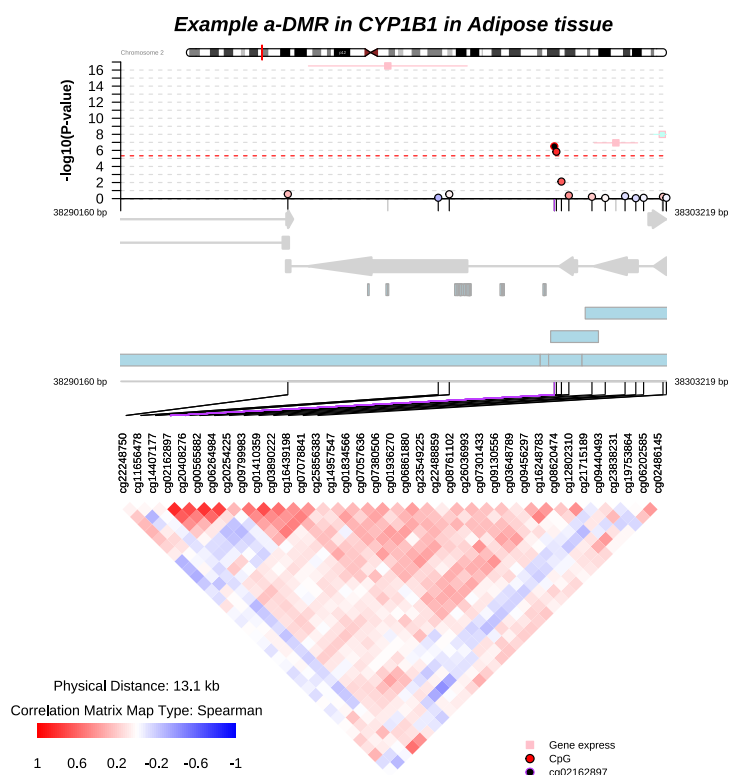 Example a-DMR in CYP1B1 in Adipose tissue
Chromosome 2
p12
-log10(P-value)
16
14
12
10
8
6
4
2
0
38290160 bp
38303219 bp
38290160 bp
38303219 bp
cg22248750
cg11656478
cg14407177
cg02162897
cg20408276
cg00565882
cg06264984
cg20254225
cg09799983
cg01410359
cg03890222
cg16439198
cg07078841
cg25856383
cg14957547
cg01834566
cg07057636
cg07380506
cg01936270
cg06861880
cg23549225
cg22488859
cg08761102
cg26036993
cg07301433
cg09130556
cg03648789
cg09456297
cg16248783
cg08620474
cg12802310
cg21715189
cg09440493
cg23838231
cg19753864
cg06202585
cg02486145
Physical Distance: 13.1 kb
Correlation Matrix Map Type: Spearman
1 0.6 0.2 -0.2 -0.6 -1
Gene express
CpG
cg02162897